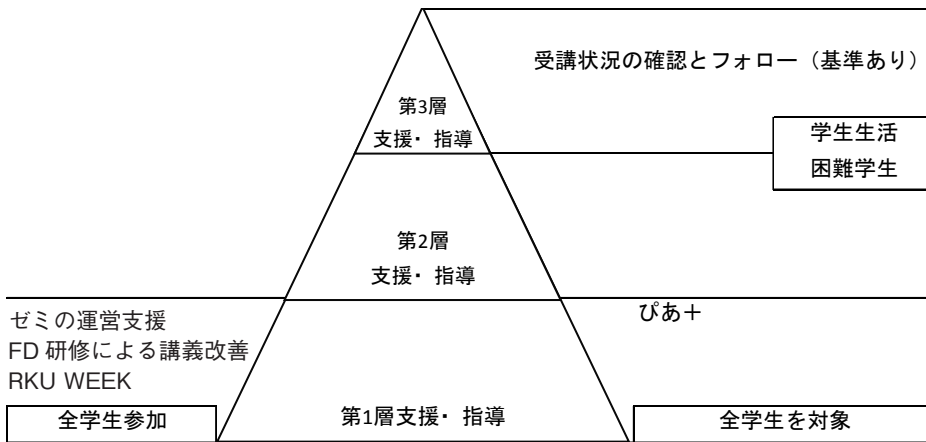 受講状況の確認とフォロー（基準あり）
第3層
支援・ 指導
学生生活
困難学生
第2層
支援・ 指導
ゼミの運営支援
FD 研修による講義改善
RKU WEEK
ぴあ＋
全学生参加
第1層支援・ 指導
全学生を対象